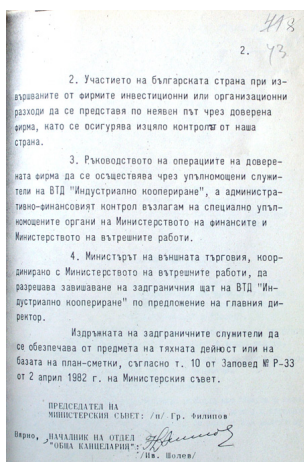 418
43
2.
2. Участието на българската страна при из-
вършваните от фирмите инвестиционни или организационни
разходи да се представя по неявен път чрез доверена
фирма, като се осигурява изцяло контролът от наша
страна.
3. Ръководството на операциите на довере-
ната фирма да се осъществява чрез упълномощени служи-
тели на ВТД "Индустриално коопериране", а администра-
тивно-финансовият контрол възлагам на специално упъл-
номощените органи на Министерството на финансите и
Министерството на вътрешните работи.
4. Министърът на външната търговия, коор-
динирано с Министерството на вътрешните работи, да
разрешава завишаване на задграничния щат на ВТД "Ин-
дустриално коопериране" по предложение на главния ди-
ректор.
Издръжката на задграничните служители да
се обезпечава от предмета на тяхната дейност или на
базата на план-сметки, съгласно т. 10 от Заповед № Р-33
от 2 април 1982 г. на Министерския съвет.
ПРЕДСЕДАТЕЛ НА
МИНИСТЕРСКИЯ СЪВЕТ: /п/ Гр. Филипов
Вярно, НАЧАЛНИК НА ОТДЕЛ
"ОБЩА КАНЦЕЛАРИЯ":
/Ив. Шолев/